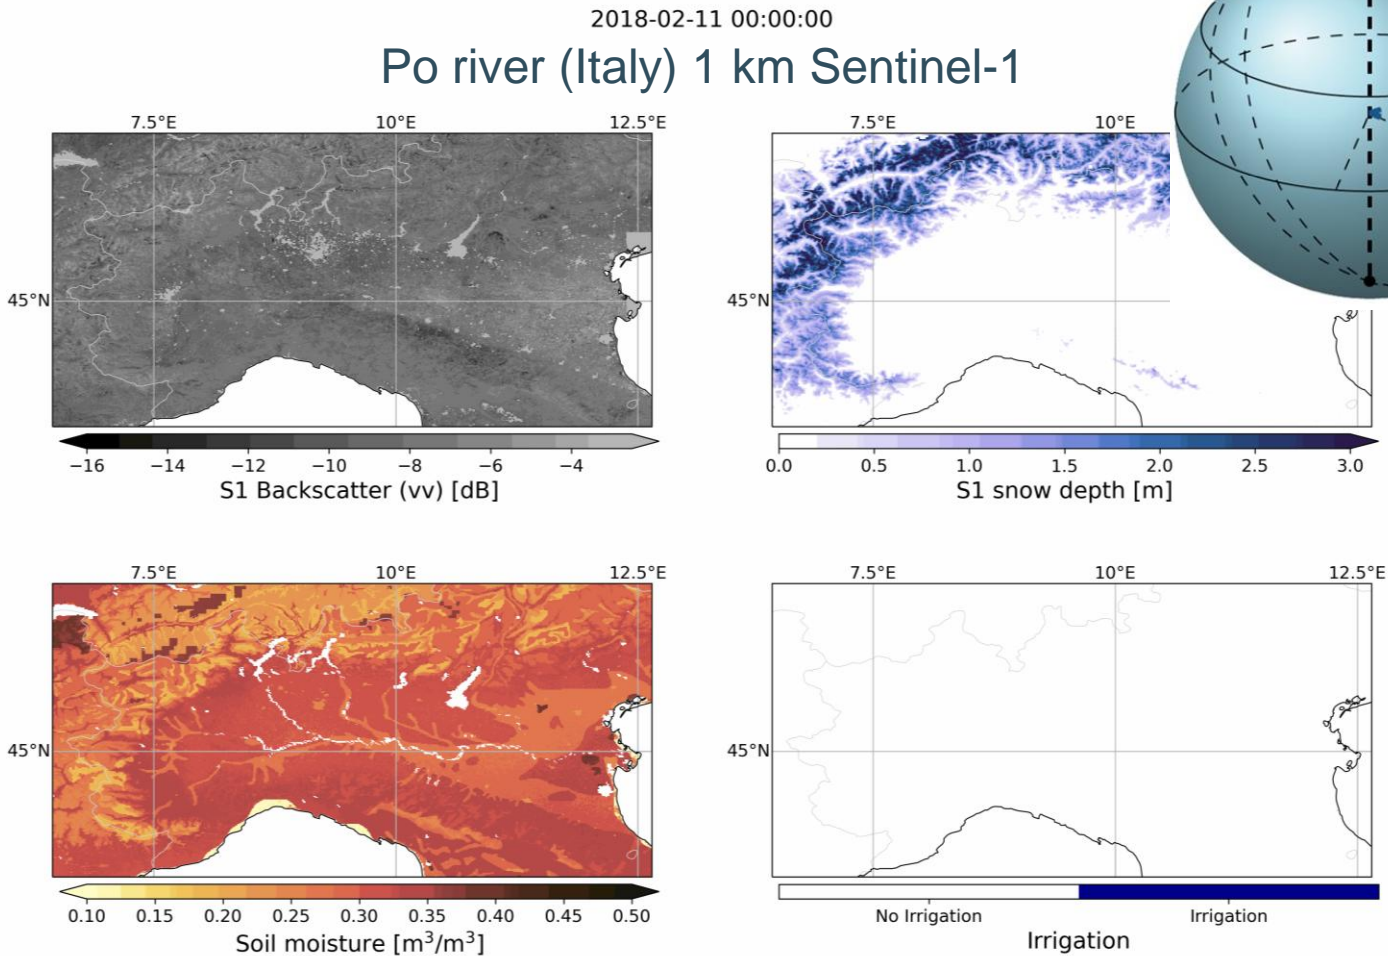 2018-02-11 00:00:00
Po river (Italy) 1 km Sentinel-1
7.5°E 10°E 12.5°E
45°N
−16 −14 −12 −10 −8 −6 −4
S1 Backscatter (vv) [dB]
7.5°E 10°E
45°N
0.0 0.5 1.0 1.5 2.0 2.5 3.0
S1 snow depth [m]
7.5°E 10°E 12.5°E
45°N
0.10 0.15 0.20 0.25 0.30 0.35 0.40 0.45 0.50
Soil moisture [m³/m³]
7.5°E 10°E 12.5°E
45°N
No Irrigation Irrigation
Irrigation